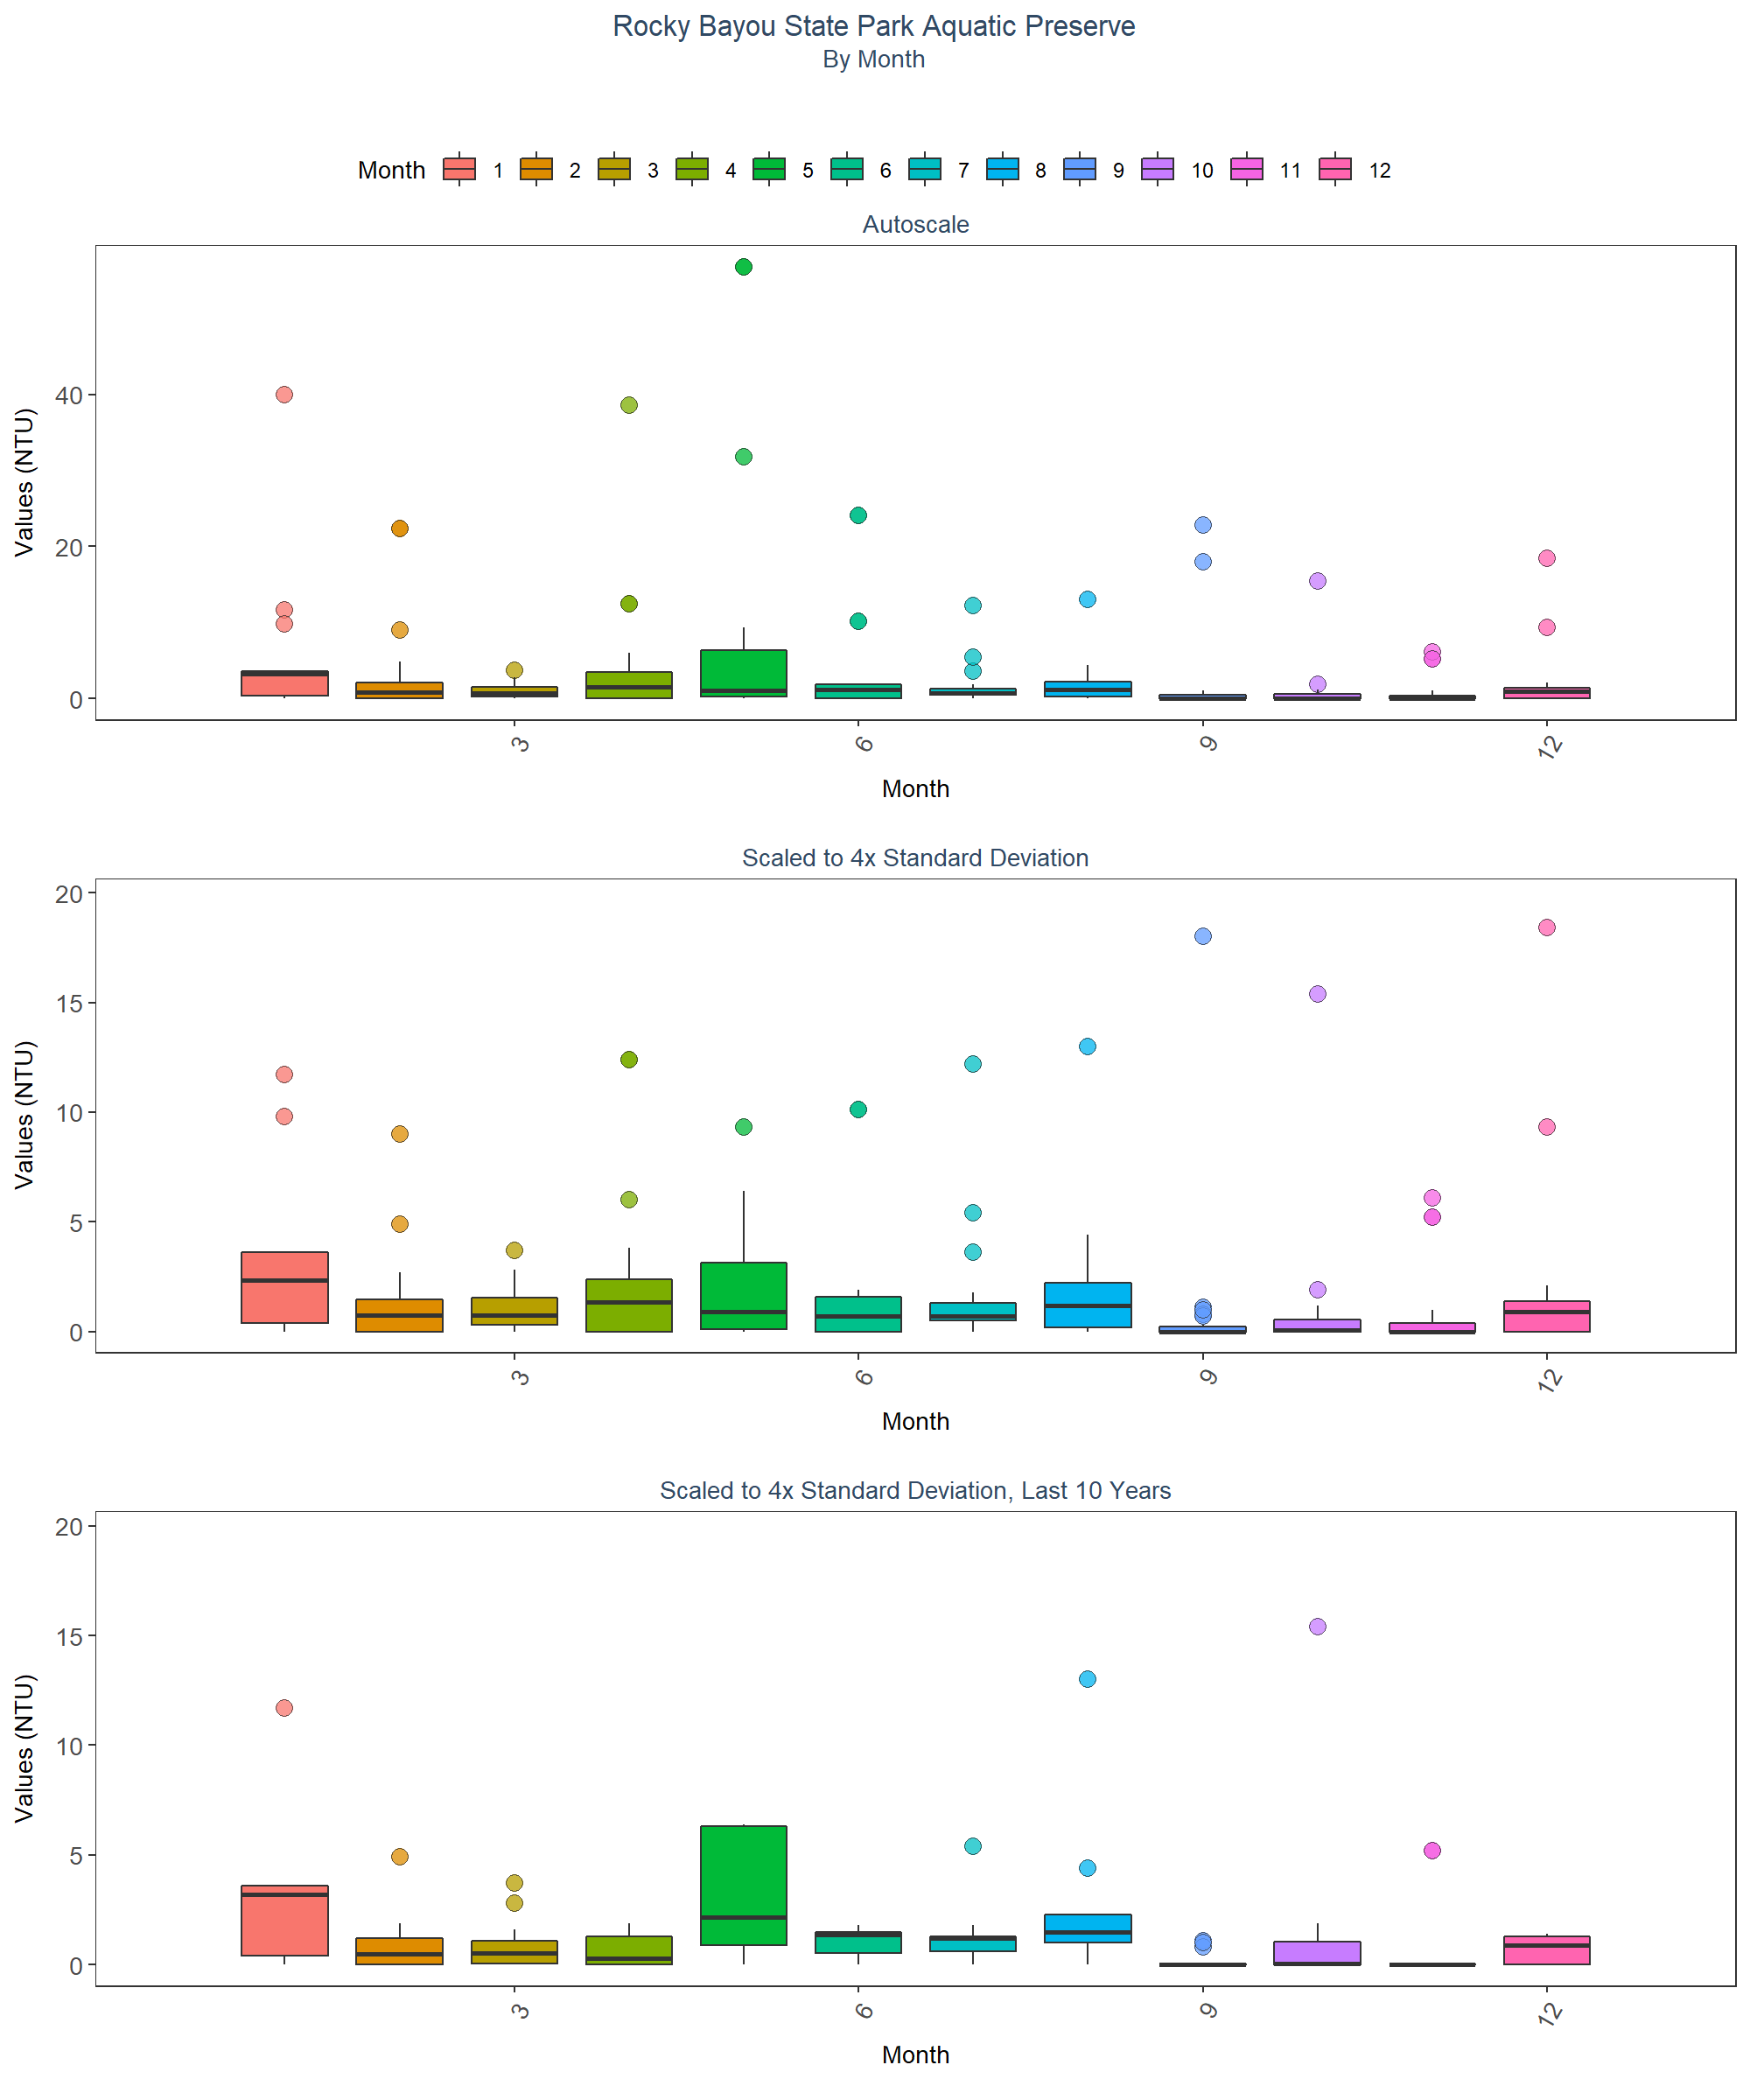 Rocky Bayou State Park Aquatic Preserve
By Month
Month 1 2 3 4 5 6 7 8 9 10 11 12
Autoscale
Values (NTU)
40
20
0
3 6 9 12
Month
Scaled to 4x Standard Deviation
Values (NTU)
20
15
10
5
0
3 6 9 12
Month
Scaled to 4x Standard Deviation, Last 10 Years
Values (NTU)
20
15
10
5
0
3 6 9 12
Month